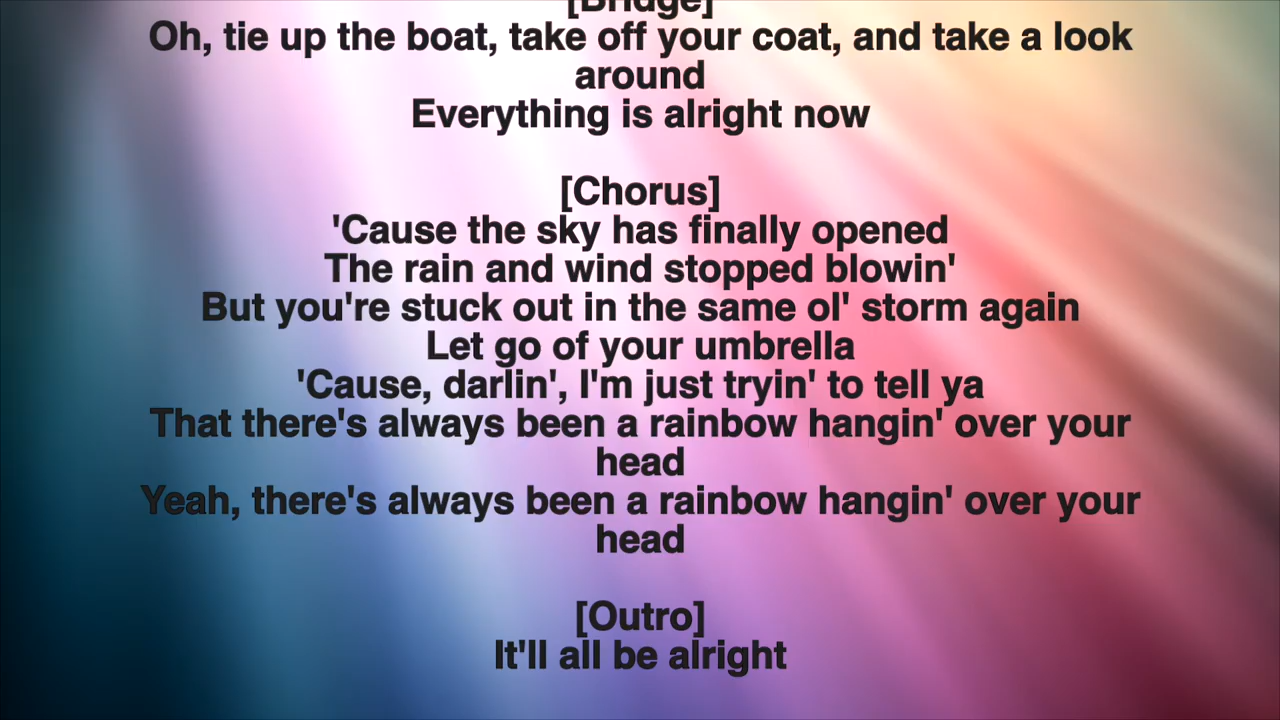 [Bridge]
Oh, tie up the boat, take off your coat, and take a look
around
Everything is alright now
[Chorus]
'Cause the sky has finally opened
The rain and wind stopped blowin'
But you're stuck out in the same ol' storm again
Let go of your umbrella
'Cause, darlin', I'm just tryin' to tell ya
That there's always been a rainbow hangin' over your
head
Yeah, there's always been a rainbow hangin' over your
head
[Outro]
It'll all be alright